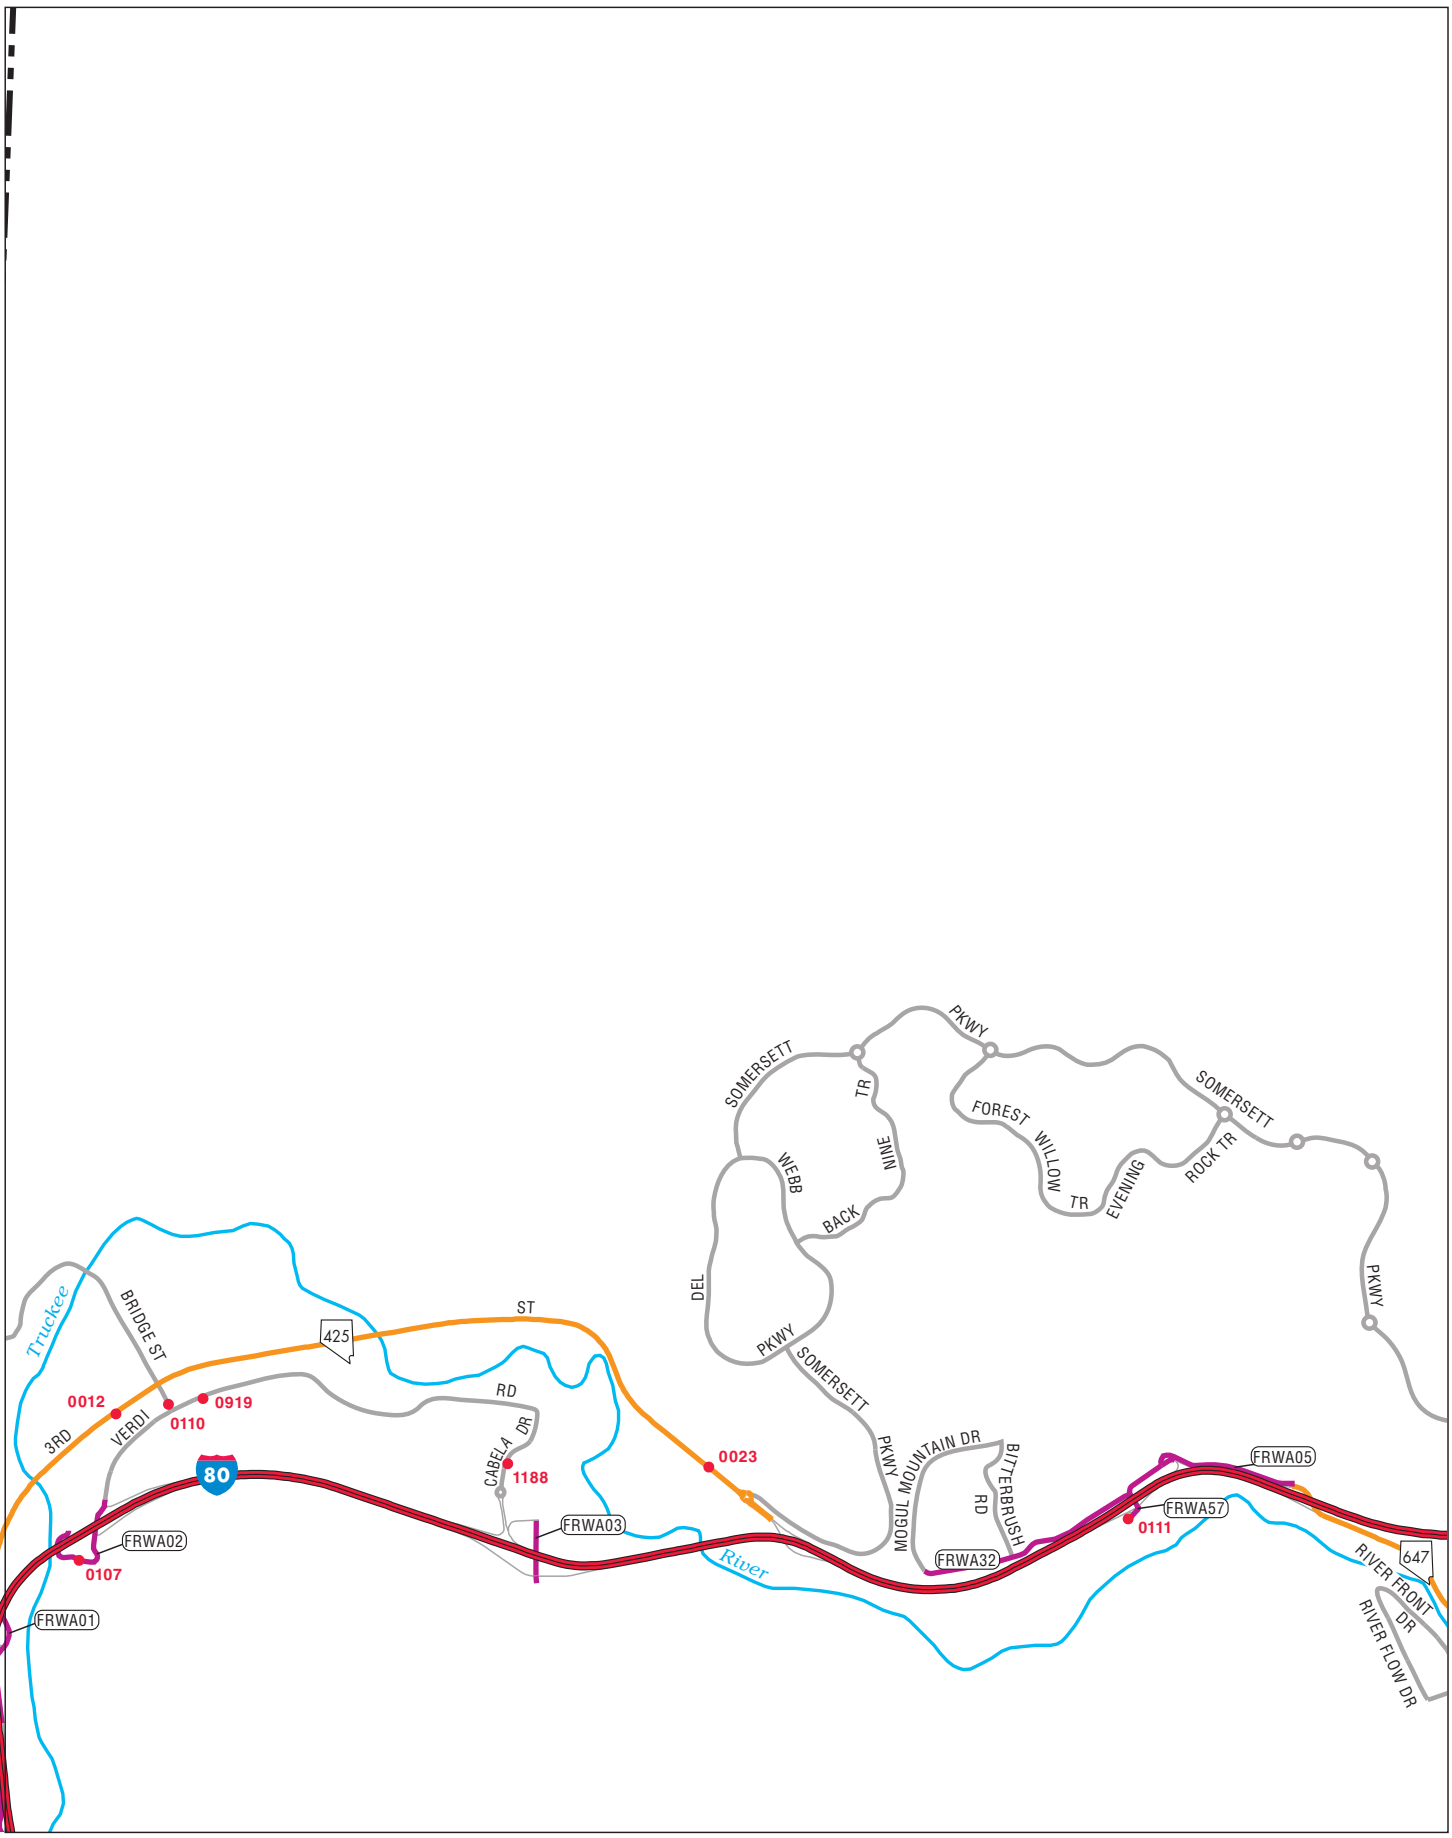 PKWY
SOMERSETT
TR
FOREST
WILLOW
TR
EVENING
ROCK TR
SOMERSETT
NINE
WEBB
BACK
DEL
PKWY
PKWY
SOMERSETT
PKWY
Truckee
BRIDGE ST
ST
425
0012
0919
0110
3RD
VERDI
RD
CABELA
DR
1188
80
0023
MOGUL MOUNTAIN DR
BITTERBRUSH
RD
FRWA05
FRWA57
0111
FRWA03
FRWA02
0107
FRWA32
River
647
RIVER FRONT
DR
RIVER FLOW DR
FRWA01